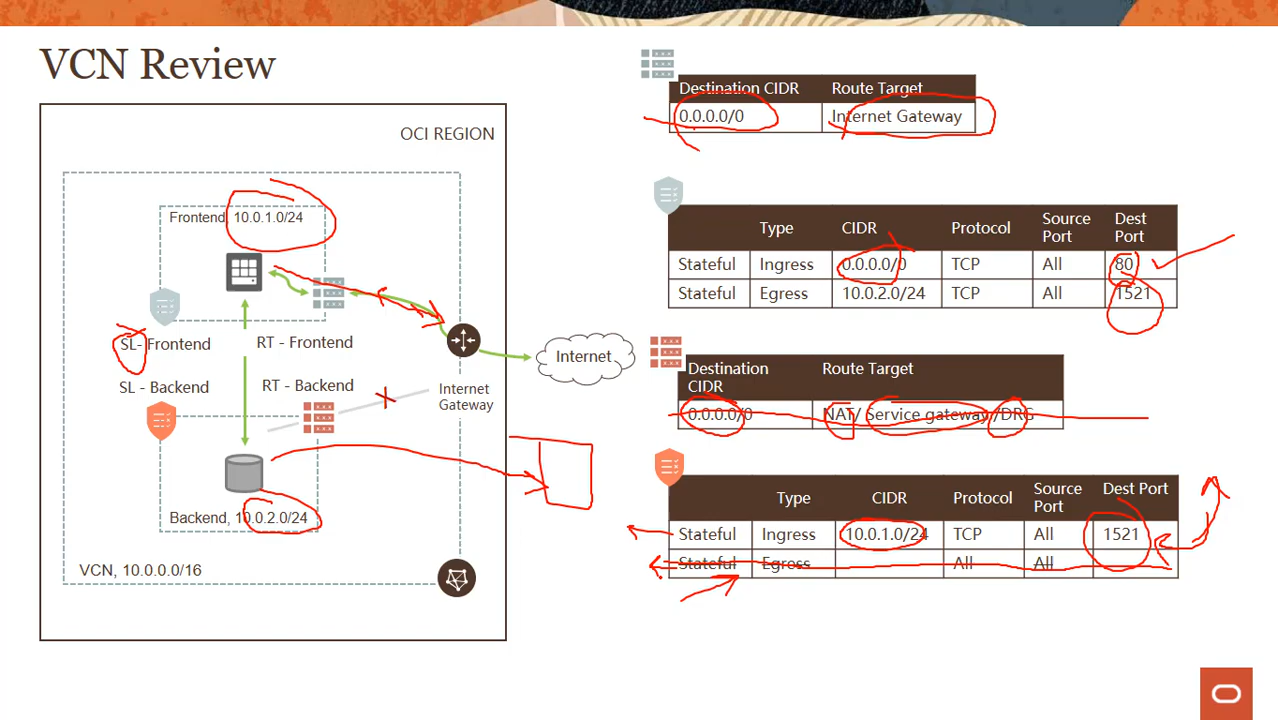 VCN Review
OCI REGION
Frontend, 10.0.1.0/24
SL-Frontend
RT - Frontend
SL - Backend
RT - Backend
Internet
Internet
Gateway
Backend, 10.0.2.0/24
VCN, 10.0.0.0/16
Destination CIDR Route Target
0.0.0.0/0 Internet Gateway
Type CIDR Protocol Source Port Dest Port
Stateful Ingress 0.0.0.0/0 TCP All 80
Stateful Egress 10.0.2.0/24 TCP All 1521
Destination CIDR Route Target
0.0.0.0/0 NAT/ Service gateway /DRG
Type CIDR Protocol Source Port Dest Port
Stateful Ingress 10.0.1.0/24 TCP All 1521
Stateful Egress All All